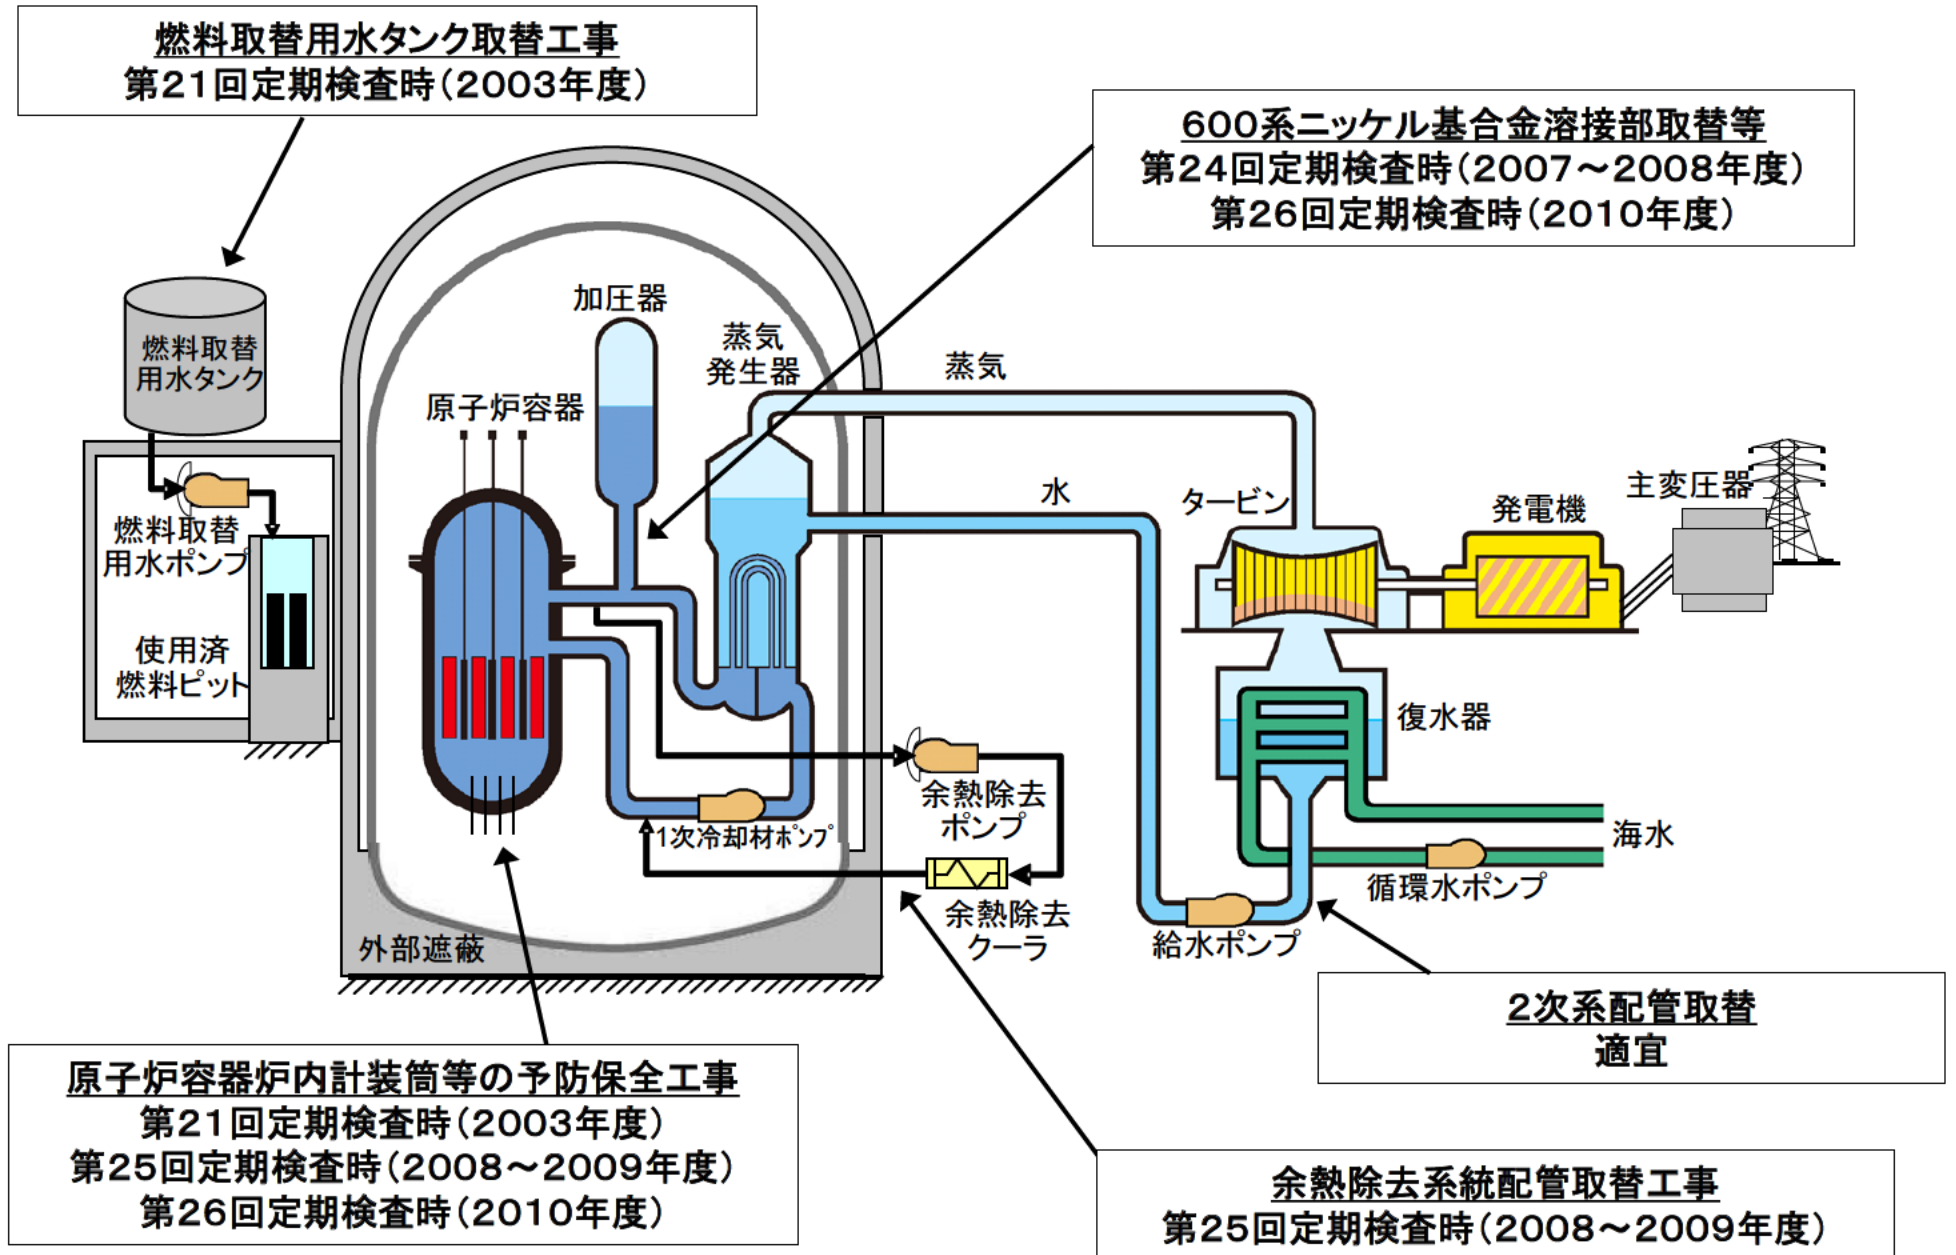 燃料取替用水タンク取替工事
第21回定期検査時(2003年度)
600系ニッケル基合金溶接部取替等
第24回定期検査時(2007～2008年度)
第26回定期検査時(2010年度)
加圧器
蒸気
発生器
蒸気
燃料取替
用水タンク
原子炉容器
水
タービン
発電機
主変圧器
燃料取替
用水ポンプ
使用済
燃料ピット
復水器
余熱除去
ポンプ
1次冷却材ﾎﾟﾝﾌﾟ
海水
循環水ポンプ
余熱除去
クーラ
給水ポンプ
外部遮蔽
2次系配管取替
適宜
原子炉容器炉内計装筒等の予防保全工事
第21回定期検査時(2003年度)
第25回定期検査時(2008～2009年度)
第26回定期検査時(2010年度)
余熱除去系統配管取替工事
第25回定期検査時(2008～2009年度)